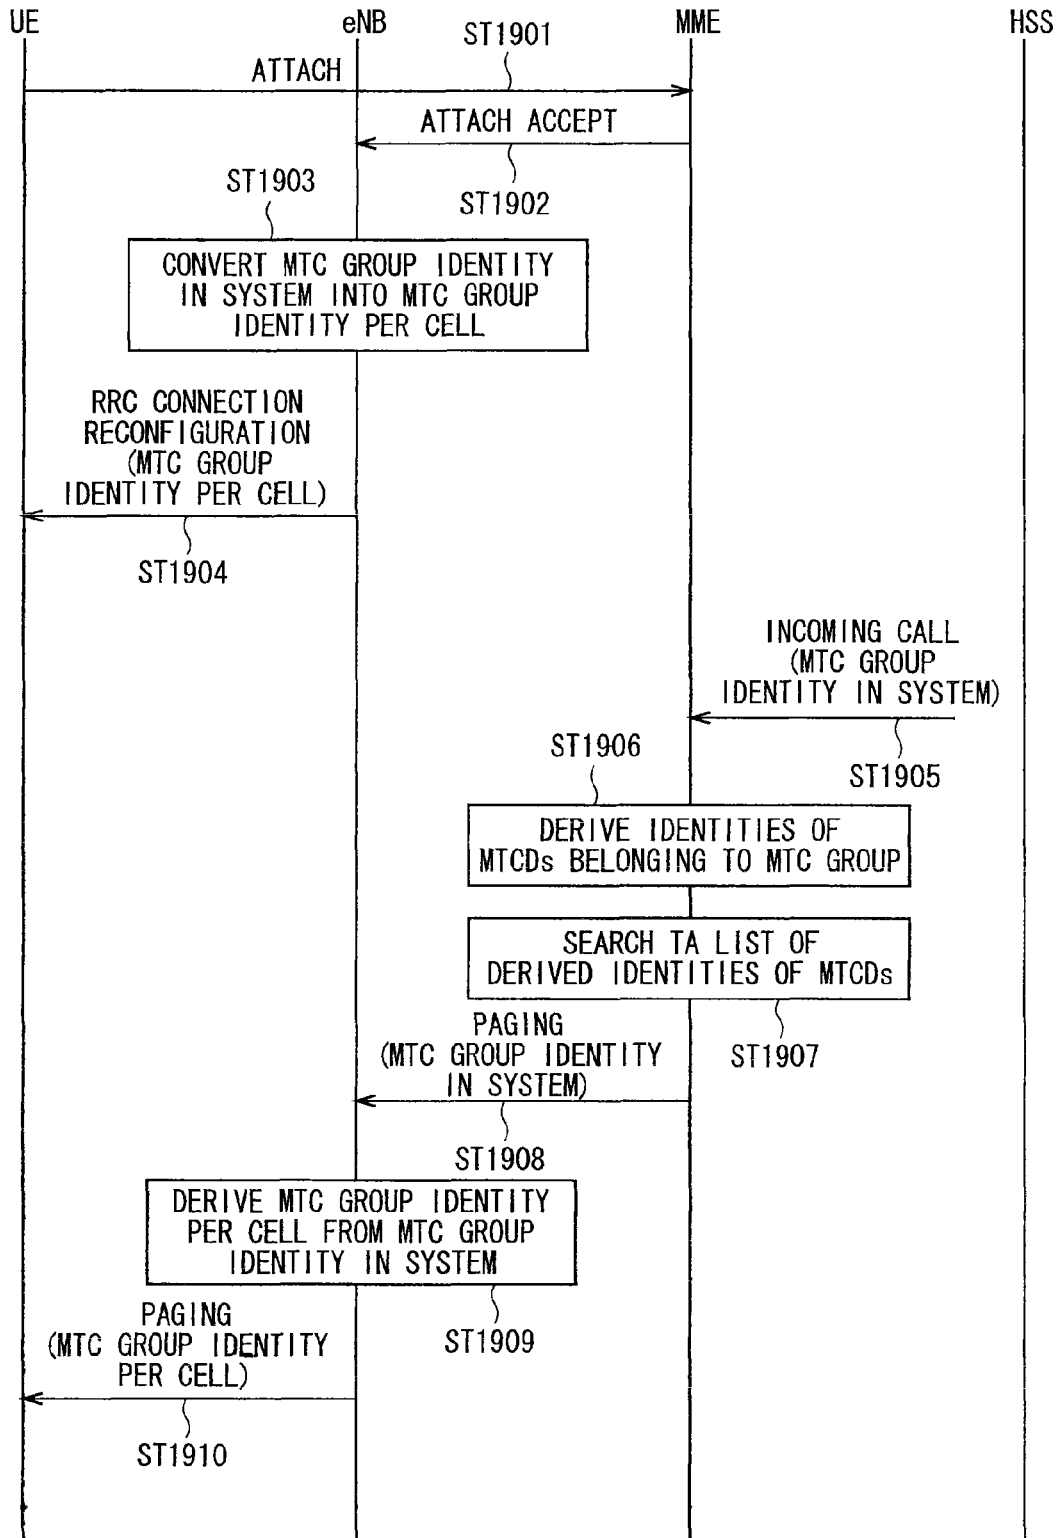 UE
eNB
MME
HSS
ST1901
ATTACH
ATTACH ACCEPT
ST1902
ST1903
CONVERT MTC GROUP IDENTITY
IN SYSTEM INTO MTC GROUP
IDENTITY PER CELL
RRC CONNECTION
RECONFIGURATION
(MTC GROUP
IDENTITY PER CELL)
ST1904
INCOMING CALL
(MTC GROUP
IDENTITY IN SYSTEM)
ST1905
ST1906
DERIVE IDENTITIES OF
MTCDs BELONGING TO MTC GROUP
SEARCH TA LIST OF
DERIVED IDENTITIES OF MTCDs
ST1907
PAGING
(MTC GROUP IDENTITY
IN SYSTEM)
ST1908
DERIVE MTC GROUP IDENTITY
PER CELL FROM MTC GROUP
IDENTITY IN SYSTEM
ST1909
PAGING
(MTC GROUP IDENTITY
PER CELL)
ST1910